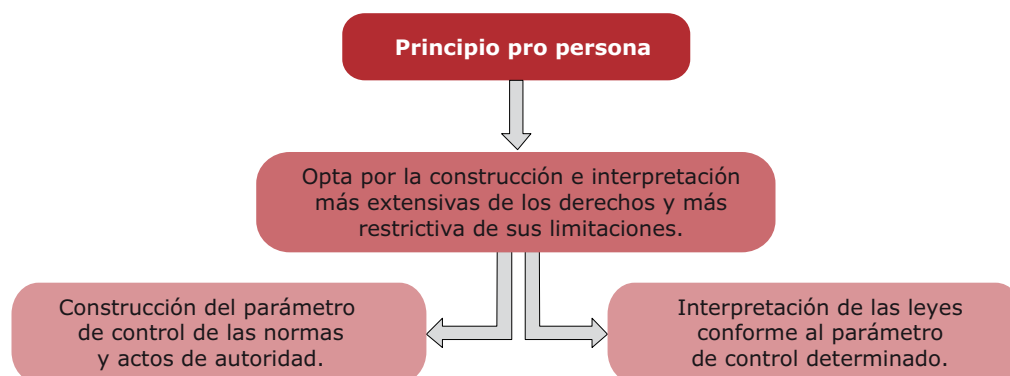 Principio pro persona
Opta por la construcción e interpretación
más extensivas de los derechos y más
restrictiva de sus limitaciones.
Construcción del parámetro
de control de las normas
y actos de autoridad.
Interpretación de las leyes
conforme al parámetro
de control determinado.